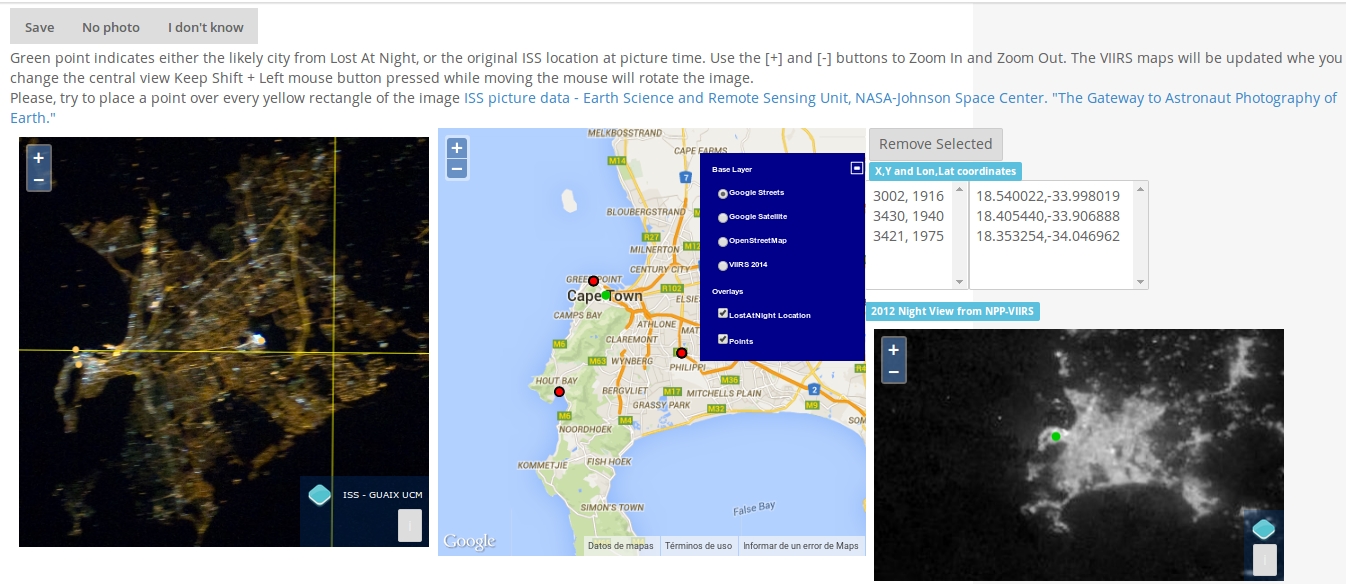 Save No photo I don't know
Green point indicates either the likely city from Lost At Night, or the original ISS location at picture time. Use the [+] and [-] buttons to Zoom In and Zoom Out. The VIIRS maps will be updated whe you
change the central view Keep Shift + Left mouse button pressed while moving the mouse will rotate the image.
Please, try to place a point over every yellow rectangle of the image ISS picture data - Earth Science and Remote Sensing Unit, NASA-Johnson Space Center. "The Gateway to Astronaut Photography of
Earth."
+
−
ISS - GUAIX UCM
i
+
−
MELKBOSSTRAND
CAPE FARMS
M14
7
BLOUBERGSTRAND
R27
MILNERTON
M12
CENTURY CITY
GREEN POINT
R102
Cape Town
ELSIE
CAMPS BAY
ATHLONE
MAT
M6
CLAREMONT
M63
WYNBERG
PHILIPPI
R4
HOUT BAY
M36
BERGVLIET
M17
MITCHELLS PLAIN
2
GRASSY PARK
M32
M9
M6
M4
SOM
NOORDHOEK
KOMMETJIE
FISH HOEK
SIMON'S TOWN
False Bay
Google
Datos de mapas Términos de uso Informar de un error de Maps
Base Layer
Google Streets
Google Satellite
OpenStreetMap
VIIRS 2014
Overlays
LostAtNight Location
Points
Remove Selected
X,Y and Lon,Lat coordinates
3002, 1916 18.540022,-33.998019
3430, 1940 18.405440,-33.906888
3421, 1975 18.353254,-34.046962
2012 Night View from NPP-VIIRS
+
−
i